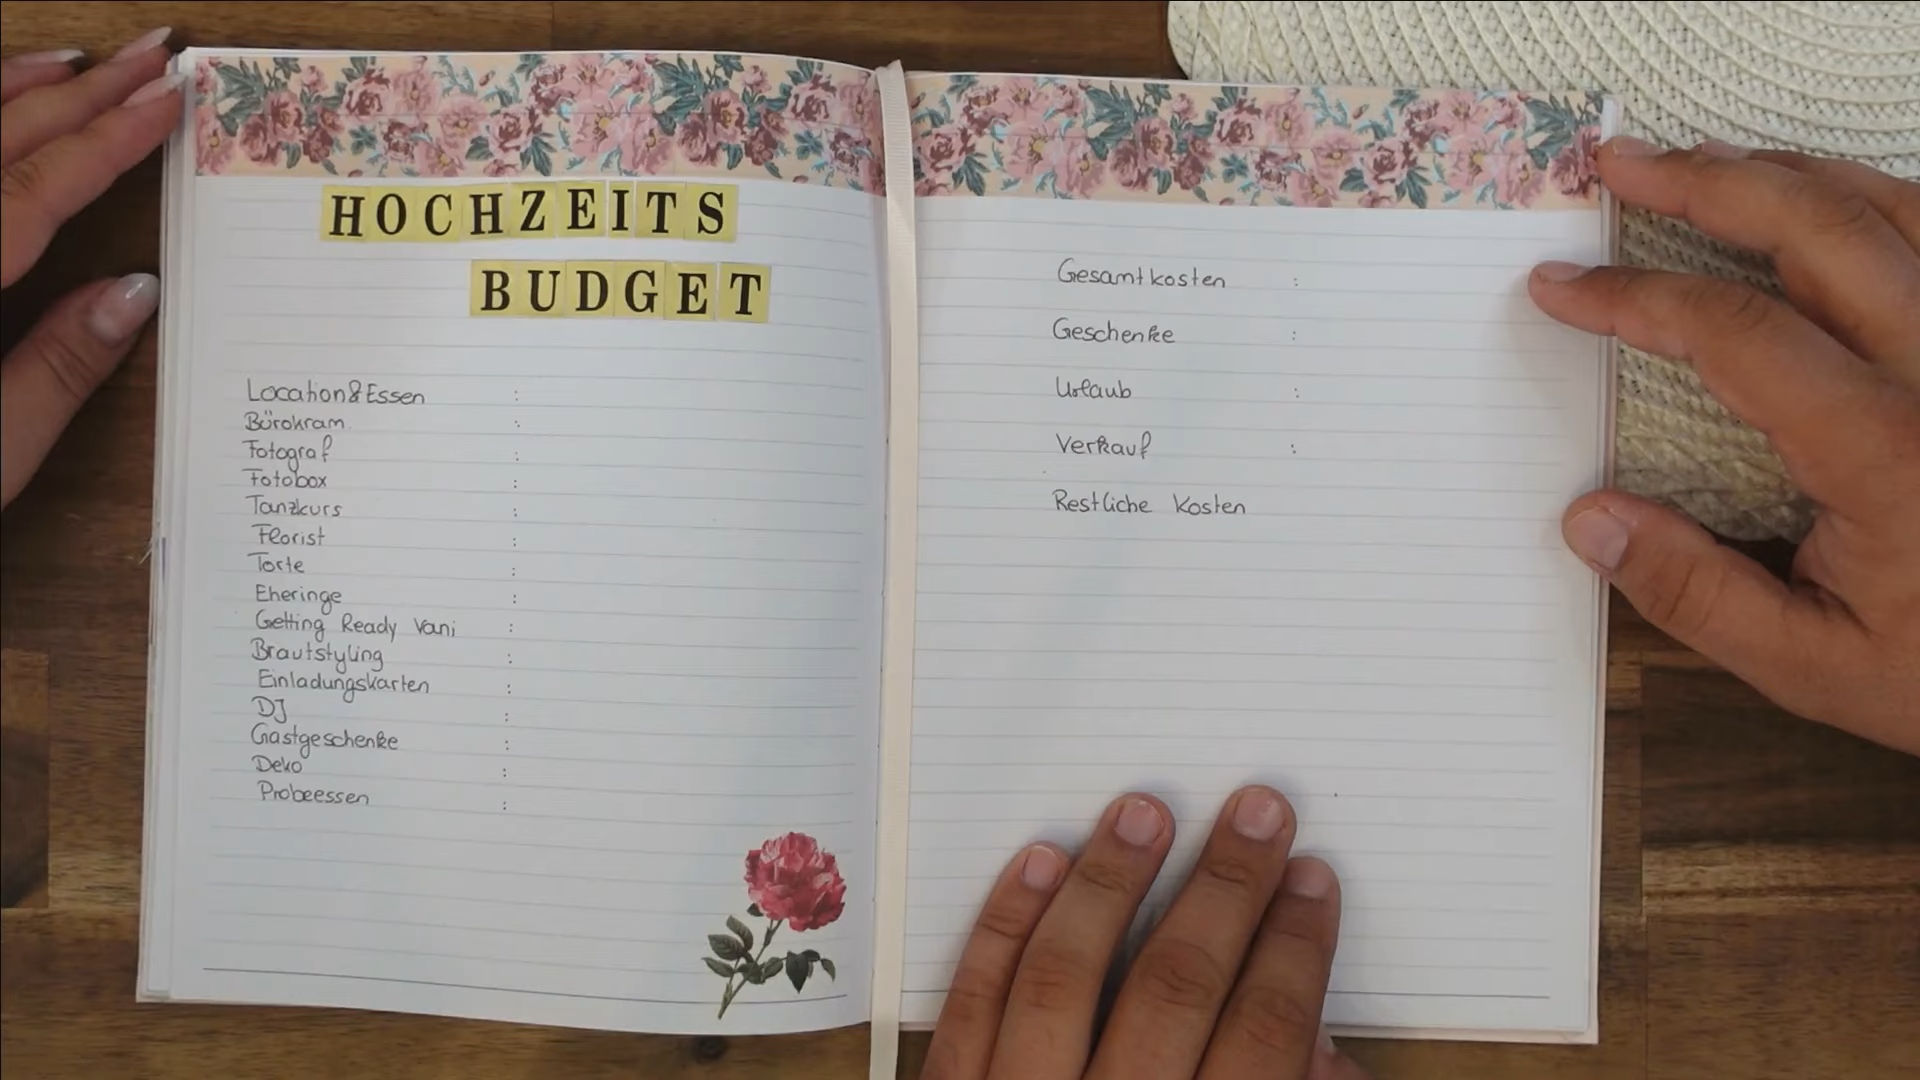 HOCHZEITS
BUDGET
Location&Essen :
Bürokram :
Fotograf :
Fotobox :
Tanzkurs :
Florist :
Torte :
Eheringe :
Getting Ready Vani :
Brautstyling :
Einladungskarten :
DJ :
Gastgeschenke :
Deko :
Probeessen :
Gesamtkosten :
Geschenke :
Urlaub :
Verkauf :
Restliche Kosten